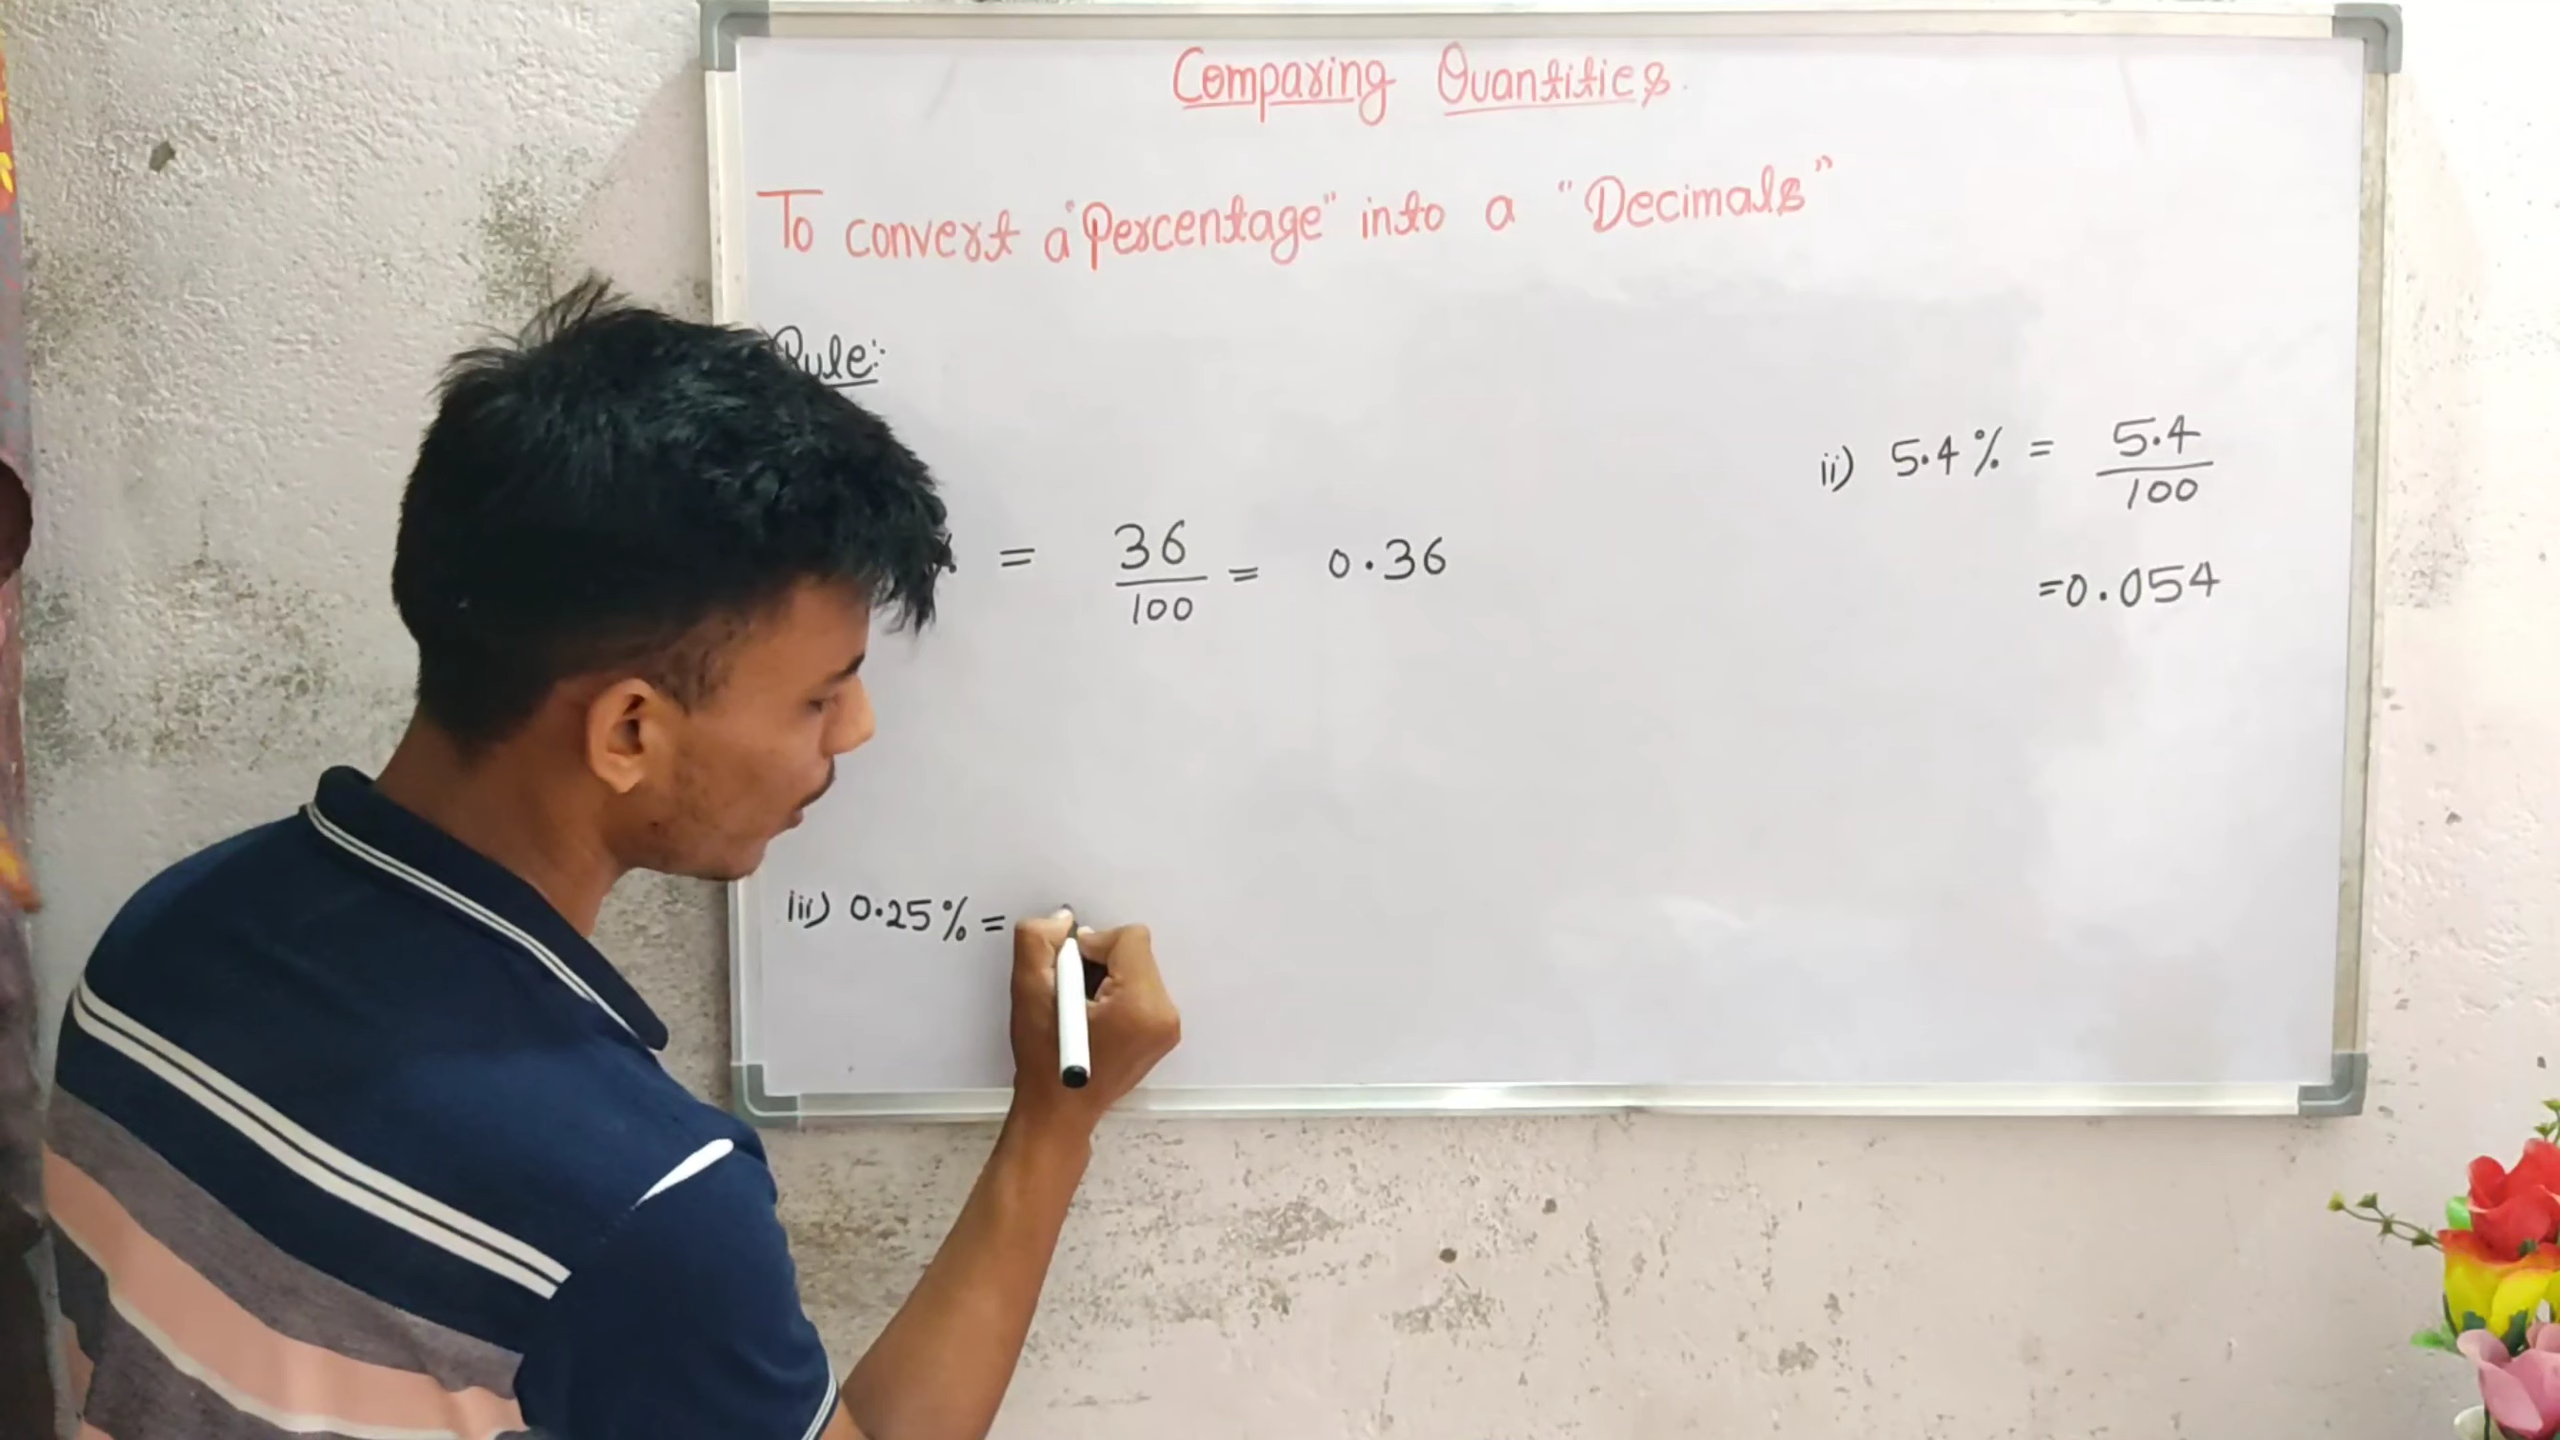 Comparing Quantities.
To convert a "Percentage" into a "Decimals"
Rule:
= 36/100 = 0.36
ii) 5.4% = 5.4/100
=0.054
iii) 0.25% =